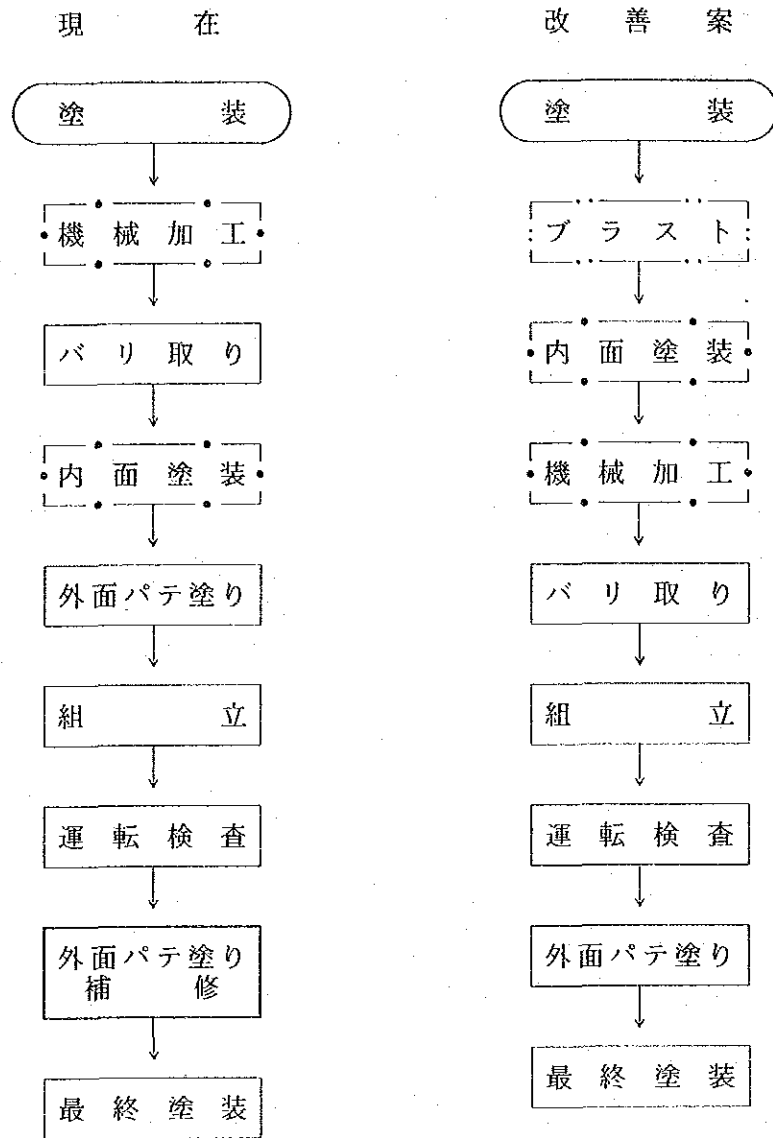 現在
塗装
機械加工
バリ取り
内面塗装
外面パテ塗り
組立
運転検査
外面パテ塗り
補修
最終塗装
改善案
塗装
ブラスト
内面塗装
機械加工
バリ取り
組立
運転検査
外面パテ塗り
最終塗装